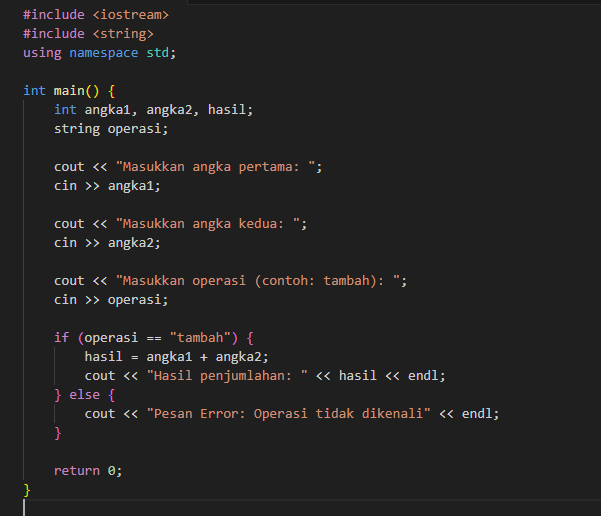 #include <iostream>
#include <string>
using namespace std;
int main() {
int angka1, angka2, hasil;
string operasi;
cout << "Masukkan angka pertama: ";
cin >> angka1;
cout << "Masukkan angka kedua: ";
cin >> angka2;
cout << "Masukkan operasi (contoh: tambah): ";
cin >> operasi;
if (operasi == "tambah") {
hasil = angka1 + angka2;
cout << "Hasil penjumlahan: " << hasil << endl;
} else {
cout << "Pesan Error: Operasi tidak dikenali" << endl;
}
return 0;
}